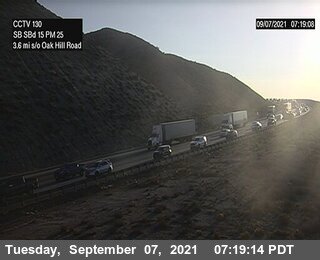 CCTV 130
SB SBd 15 PM 25
3.6 mi s/o Oak Hill Road
09/07/2021 07:19:08
Tuesday, September 07, 2021 07:19:14 PDT